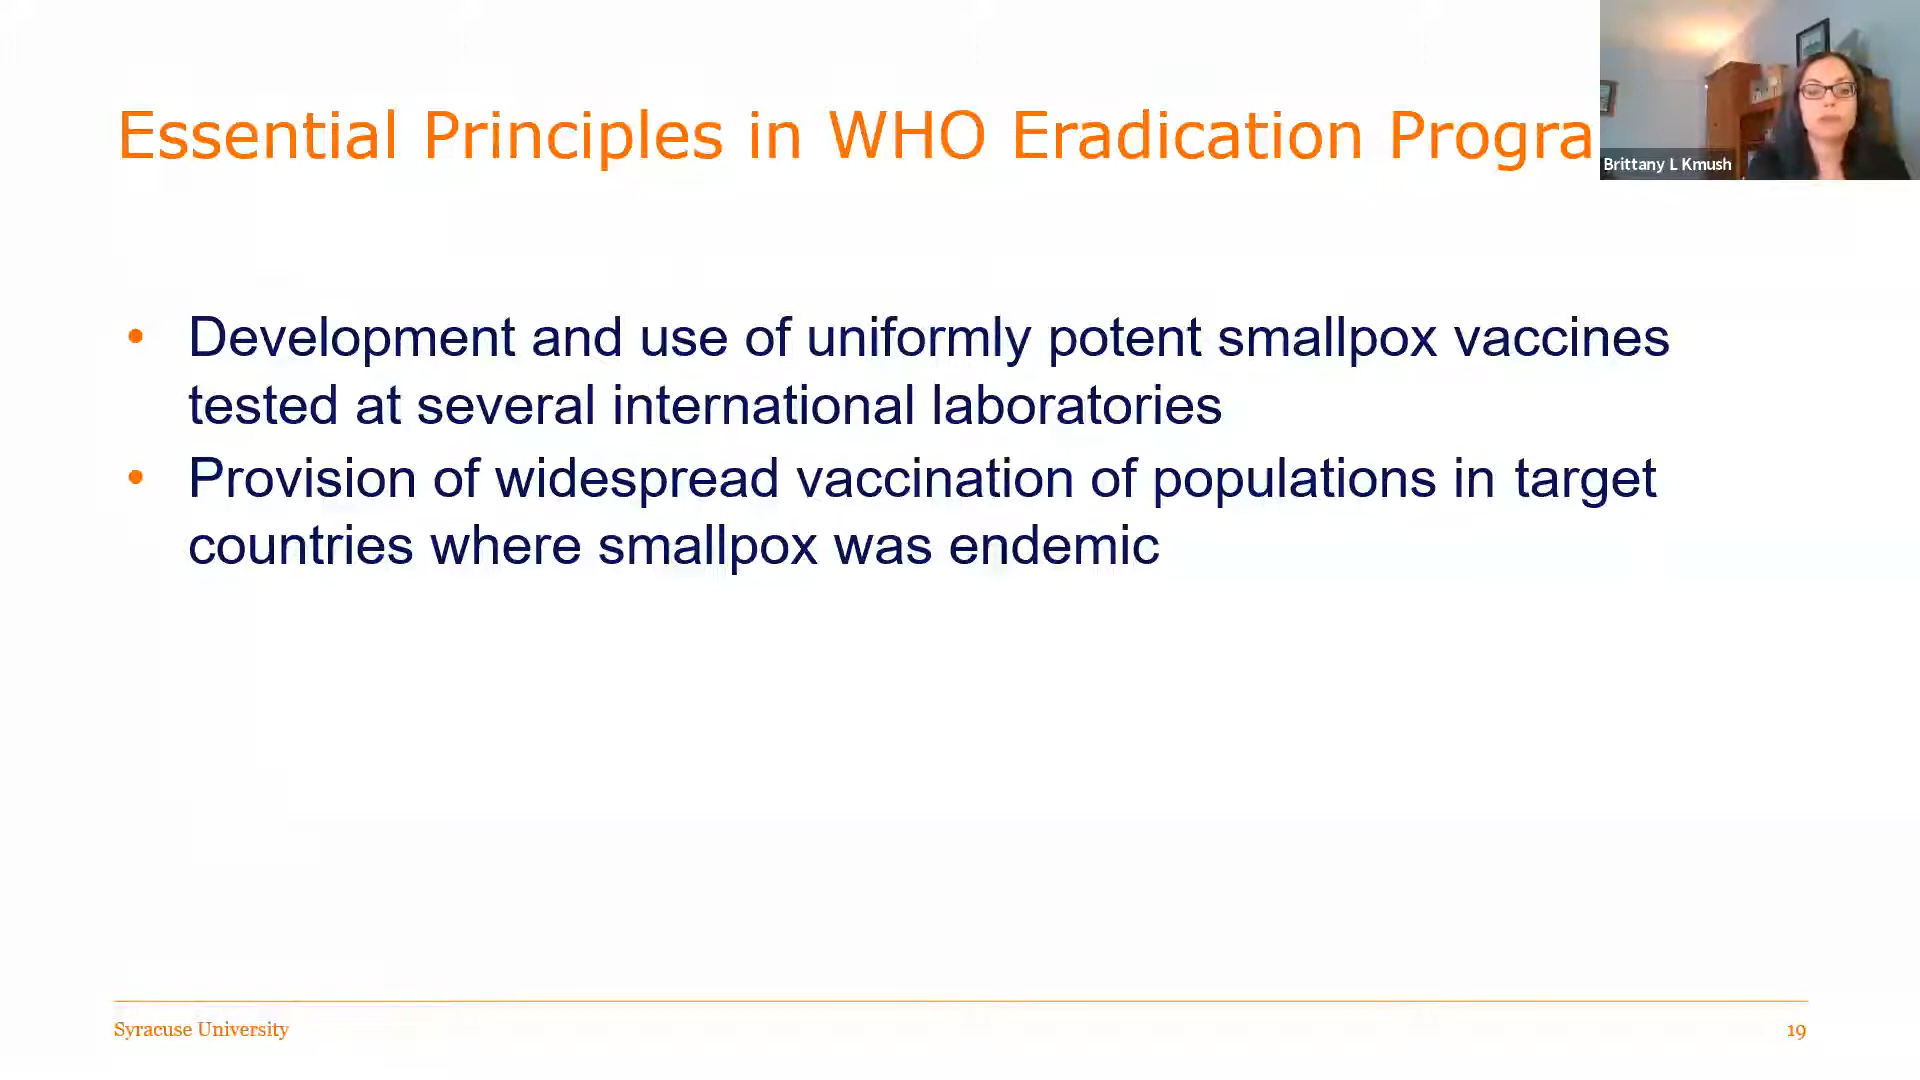 Essential Principles in WHO Eradication Progra
Brittany L Kmush
• Development and use of uniformly potent smallpox vaccines
tested at several international laboratories
• Provision of widespread vaccination of populations in target
countries where smallpox was endemic
Syracuse University
19